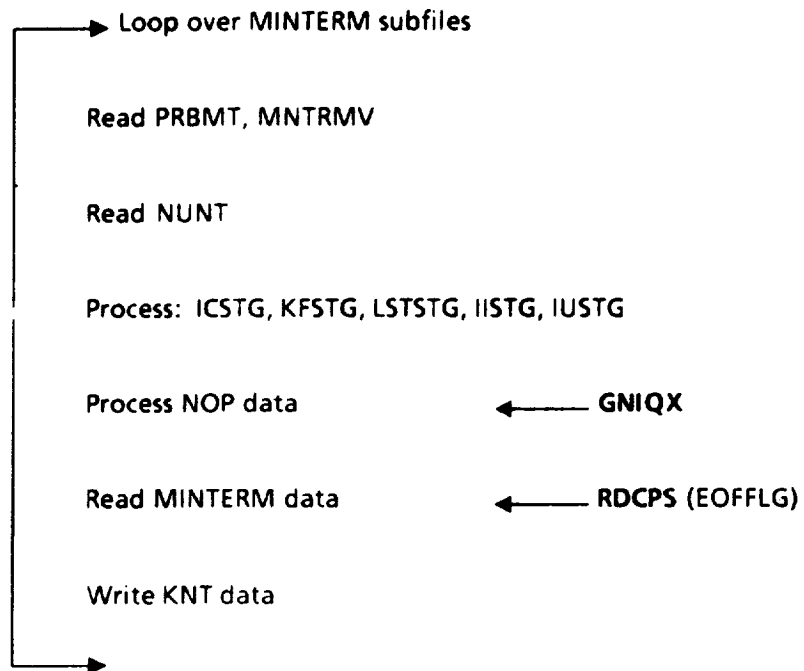 Loop over MINTERM subfiles
Read PRBMT, MNTRMV
Read NUNT
Process: ICSTG, KFSTG, LSTSTG, IISTG, IUSTG
Process NOP data GNIQX
Read MINTERM data RDCPS (EOFFLG)
Write KNT data